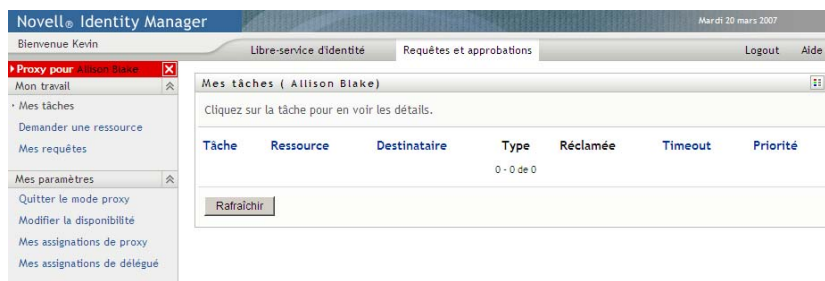 Novell® Identity Manager
Mardi 20 mars 2007
Bienvenue Kevin
Libre-service d'identité
Requêtes et approbations
Logout
Aide
Proxy pour Allison Blake
Mon travail
Mes tâches
Demander une ressource
Mes requêtes
Mes paramètres
Quitter le mode proxy
Modifier la disponibilité
Mes assignations de proxy
Mes assignations de délégué
Mes tâches ( Allison Blake)
Cliquez sur la tâche pour en voir les détails.
Tâche Ressource Destinataire Type Réclamée Timeout Priorité
0 - 0 de 0
Rafraîchir